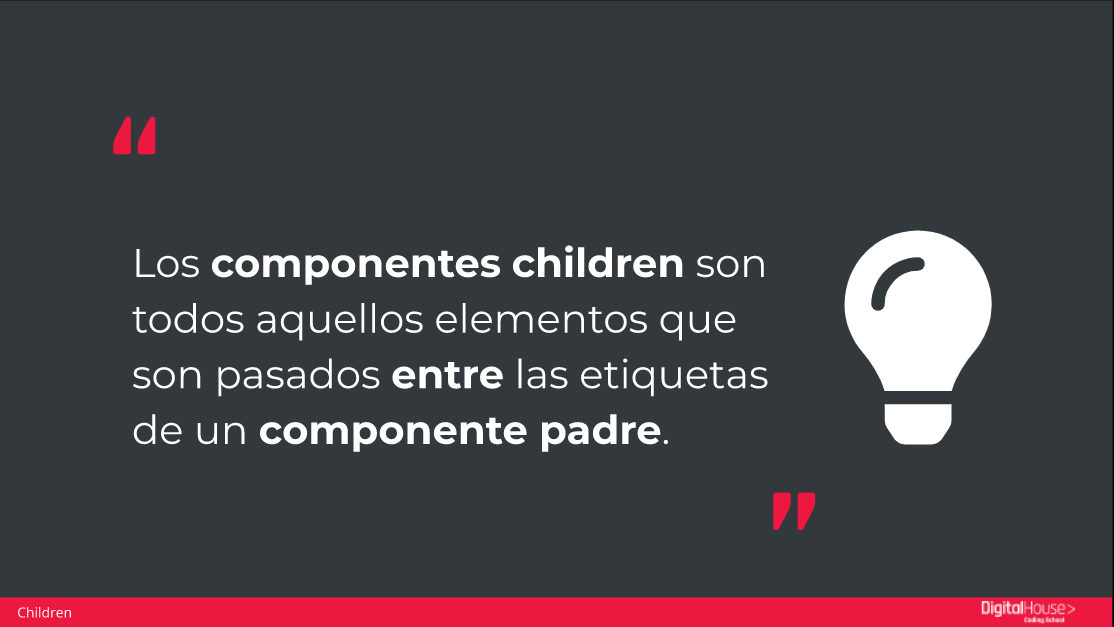 “
Los componentes children son
todos aquellos elementos que
son pasados entre las etiquetas
de un componente padre.
”
Children
DigitalHouse>
Coding School